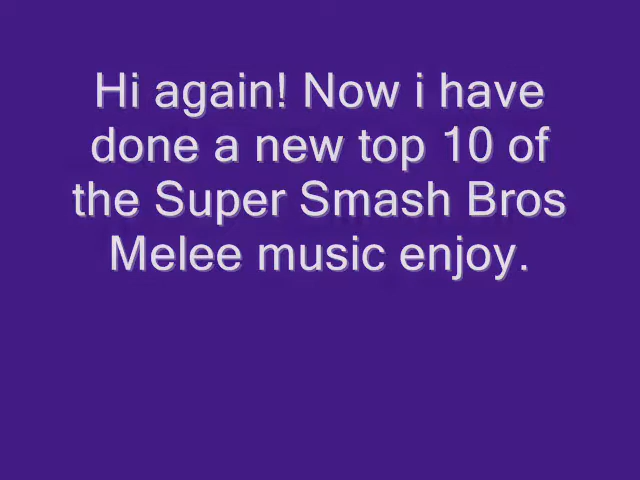 Hi again! Now i have
done a new top 10 of
the Super Smash Bros
Melee music enjoy.